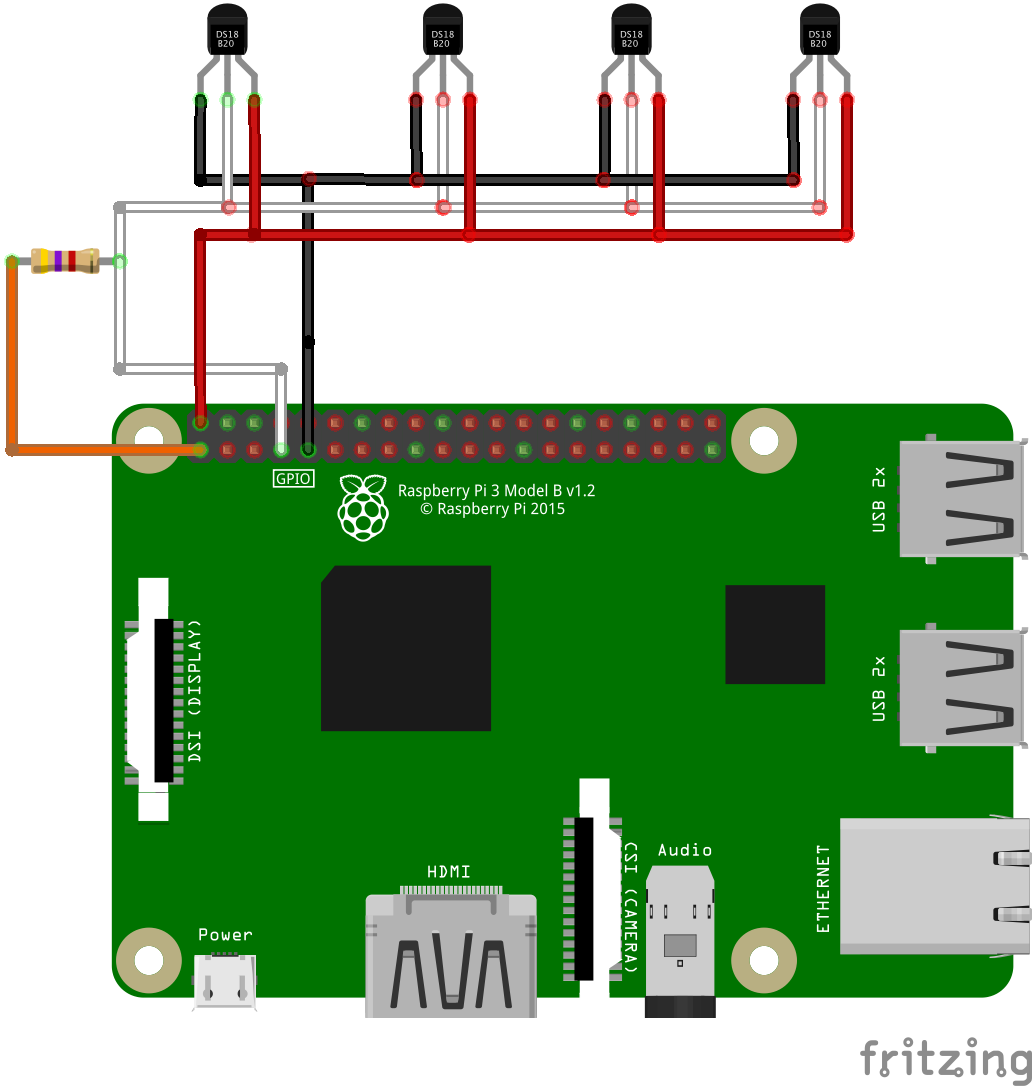 DS18
B20
DS18
B20
DS18
B20
DS18
B20
GPIO
Raspberry Pi 3 Model B v1.2
© Raspberry Pi 2015
USB 2x
DSI (DISPLAY)
USB 2x
HDMI
CSI (CAMERA)
Audio
ETHERNET
Power
fritzing